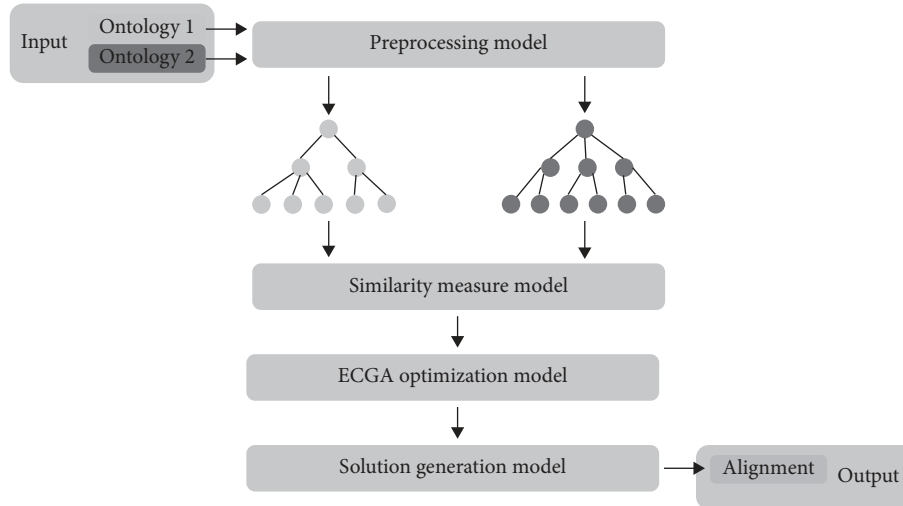 Input
Ontology 1
Ontology 2
Preprocessing model
Similarity measure model
ECGA optimization model
Solution generation model
Alignment
Output